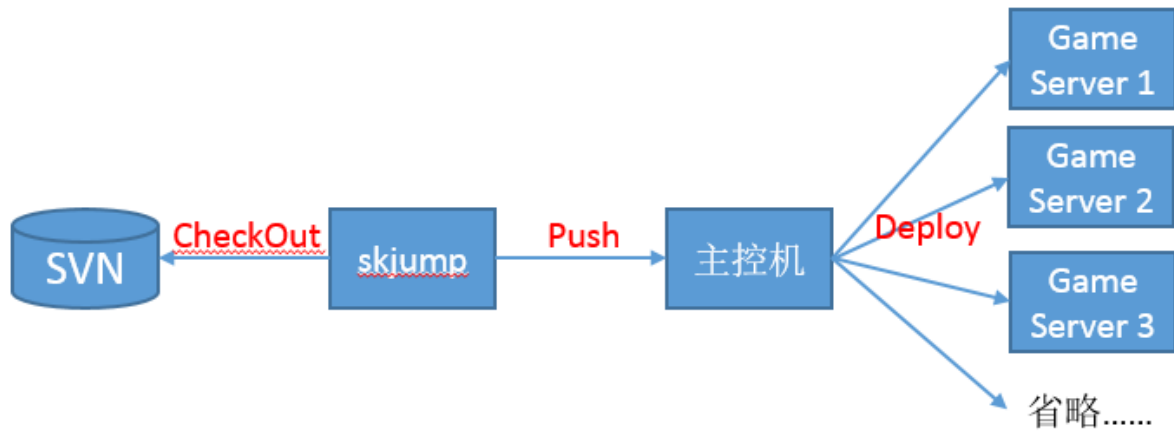 SVN
CheckOut
skjump
Push
主控机
Deploy
Game
Server 1
Game
Server 2
Game
Server 3
省略......